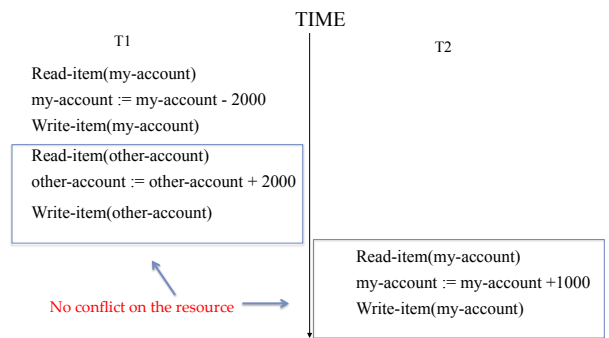 TIME
T1
T2
Read-item(my-account)
my-account := my-account - 2000
Write-item(my-account)
Read-item(other-account)
other-account := other-account + 2000
Write-item(other-account)
Read-item(my-account)
my-account := my-account +1000
Write-item(my-account)
No conflict on the resource